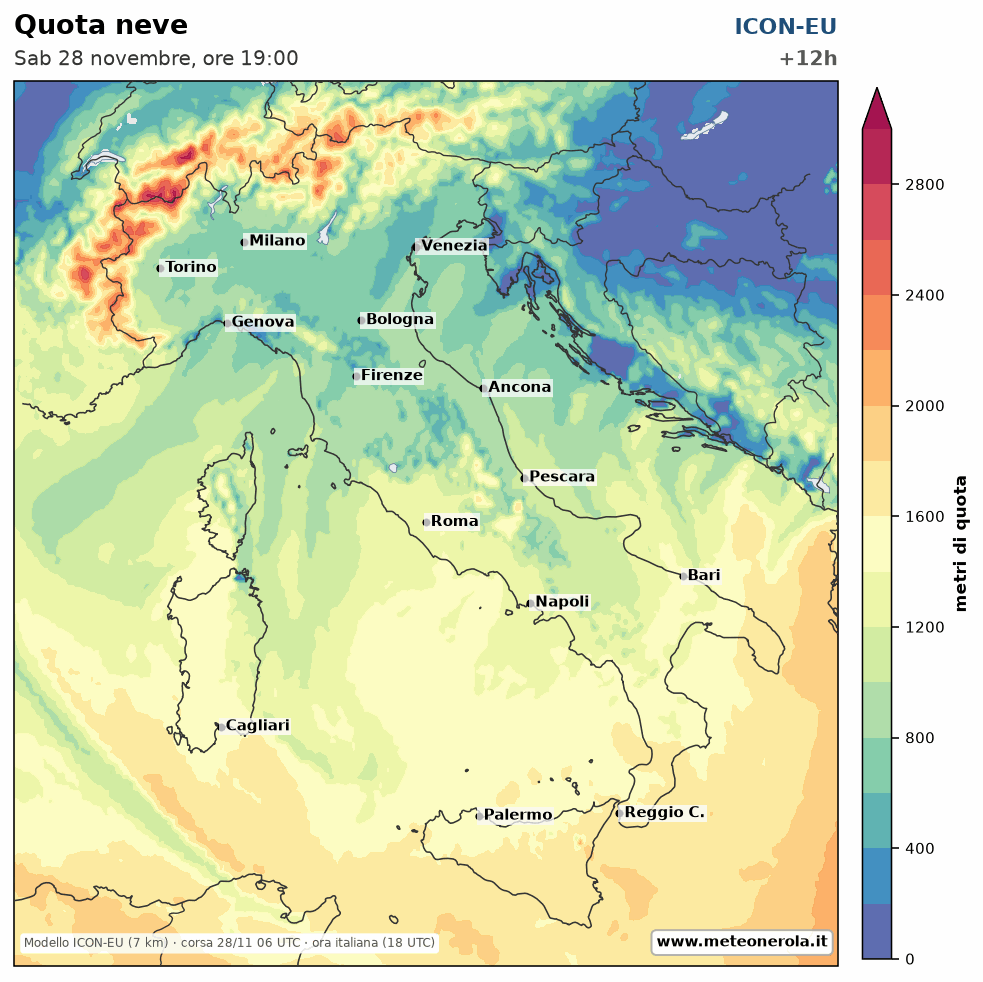 Quota neve
ICON-EU
Sab 28 novembre, ore 19:00
+12h
Milano
Venezia
Torino
Genova
Bologna
Firenze
Ancona
Pescara
Roma
Bari
Napoli
Cagliari
Palermo
Reggio C.
2800
2400
2000
1600
1200
800
400
0
metri di quota
Modello ICON-EU (7 km) · corsa 28/11 06 UTC · ora italiana (18 UTC)
www.meteonerola.it